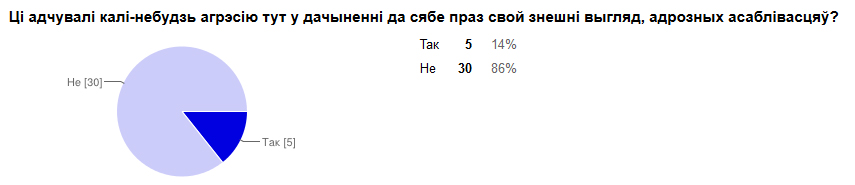 Ці адчувалі калі-небудзь агрэсію тут у дачыненні да сябе праз свой знешні выгляд, адрозных асаблівасцяў?
Так 5 14%
Не 30 86%
Не [30]
Так [5]